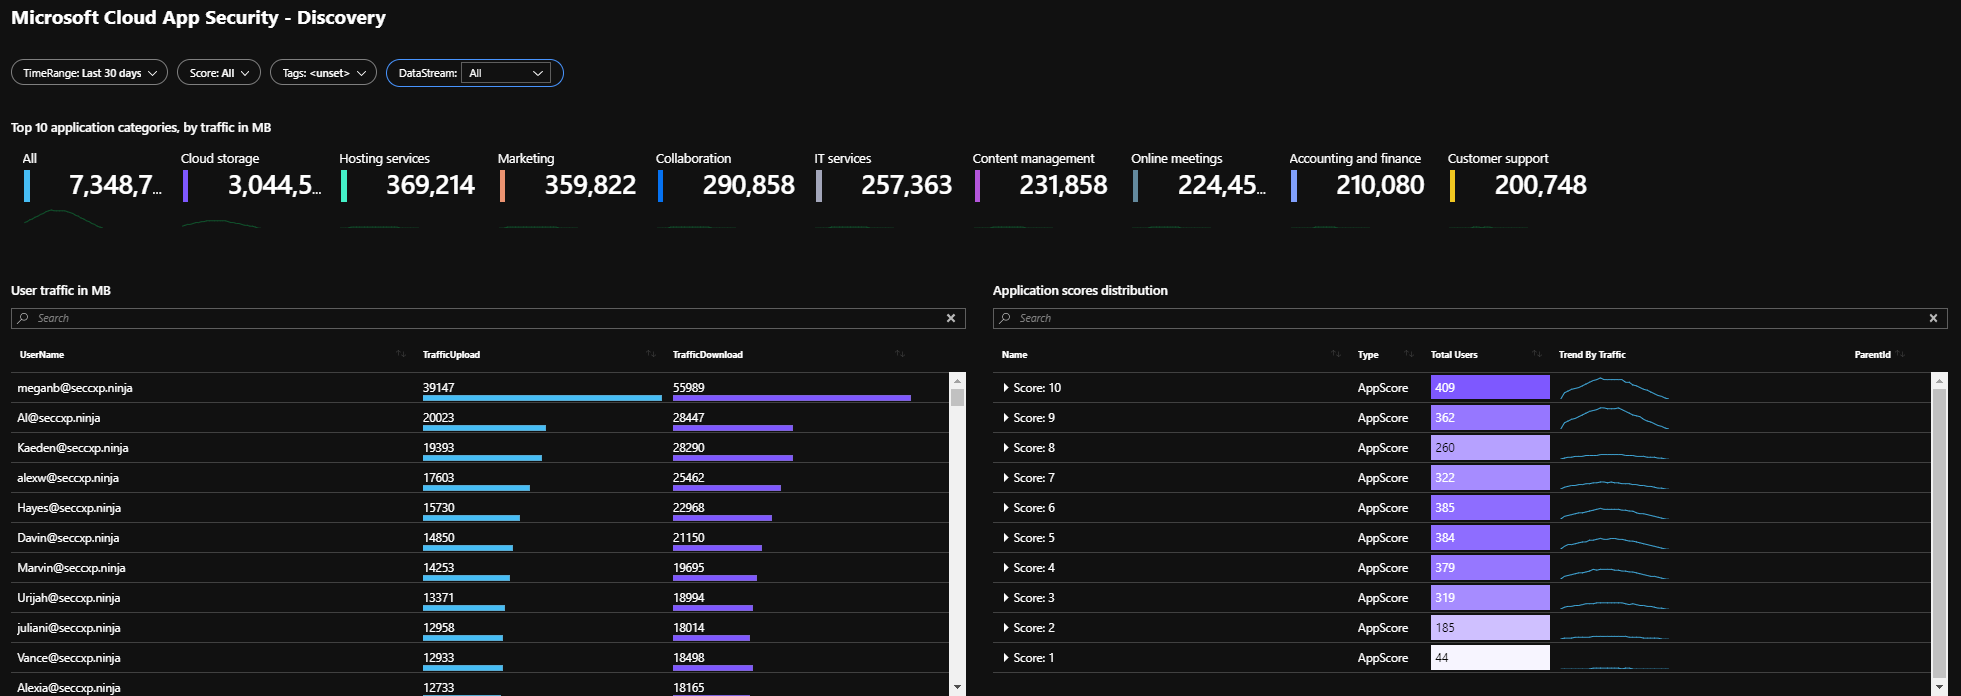 Microsoft Cloud App Security - Discovery
TimeRange: Last 30 days Score: All Tags: <unset> DataStream: All
Top 10 application categories, by traffic in MB
All Cloud storage Hosting services Marketing Collaboration IT services Content management Online meetings Accounting and finance Customer support
7,348,7... 3,044,5... 369,214 359,822 290,858 257,363 231,858 224,45... 210,080 200,748
User traffic in MB
Search
UserName TrafficUpload TrafficDownload
meganb@seccxp.ninja 39147 55989
Al@seccxp.ninja 20023 28447
Kaeden@seccxp.ninja 19393 28290
alexw@seccxp.ninja 17603 25462
Hayes@seccxp.ninja 15730 22968
Davin@seccxp.ninja 14850 21150
Marvin@seccxp.ninja 14253 19695
Urijah@seccxp.ninja 13371 18994
juliani@seccxp.ninja 12958 18014
Vance@seccxp.ninja 12933 18498
Alexia@seccxp.ninja 12733 18165
Application scores distribution
Search
Name Type Total Users Trend By Traffic ParentId
Score: 10 AppScore 409
Score: 9 AppScore 362
Score: 8 AppScore 260
Score: 7 AppScore 322
Score: 6 AppScore 385
Score: 5 AppScore 384
Score: 4 AppScore 379
Score: 3 AppScore 319
Score: 2 AppScore 185
Score: 1 AppScore 44